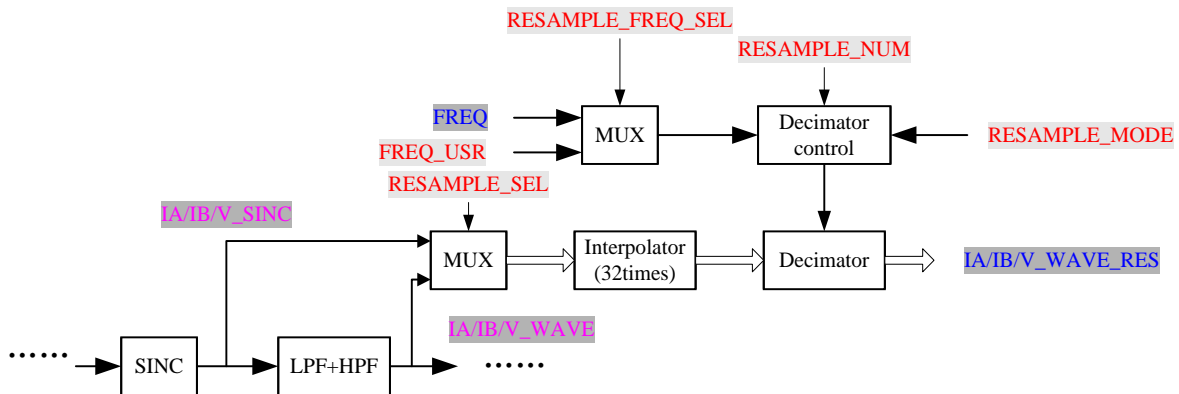 RESAMPLE_FREQ_SEL
RESAMPLE_NUM
FREQ
MUX
Decimator
control
FREQ_USR
RESAMPLE_MODE
RESAMPLE_SEL
IA/IB/V_SINC
MUX
Interpolator
(32times)
Decimator
IA/IB/V_WAVE_RES
IA/IB/V_WAVE
······
SINC
LPF+HPF
······